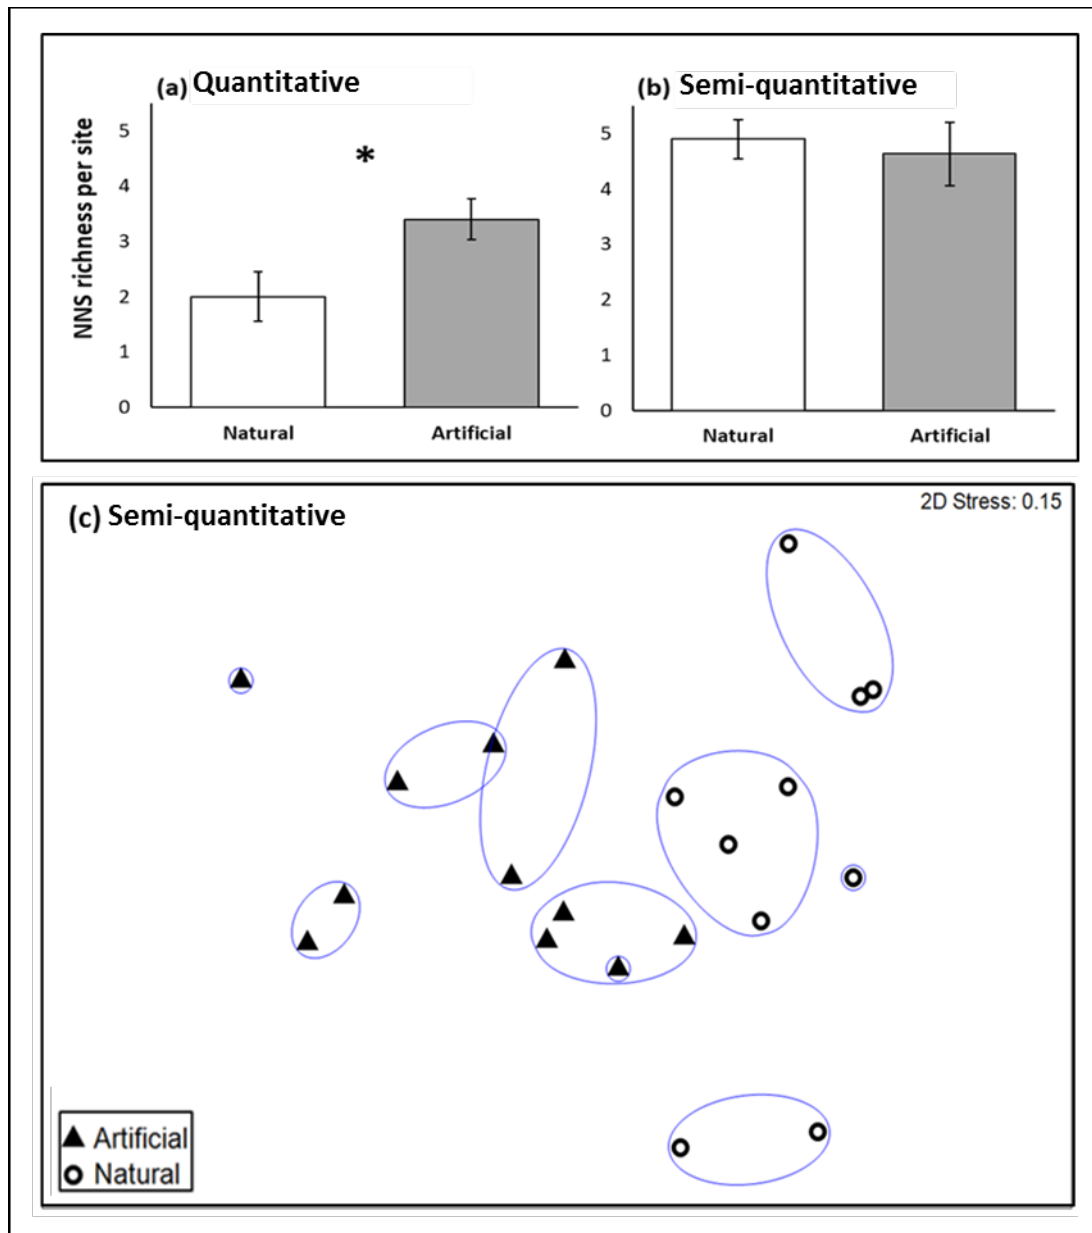 (a) Quantitative
NNS richness per site
5
4
3
2
1
0
*
Natural
Artificial
(b) Semi-quantitative
5
4
3
2
1
0
Natural
Artificial
(c) Semi-quantitative
2D Stress: 0.15
Artificial
Natural